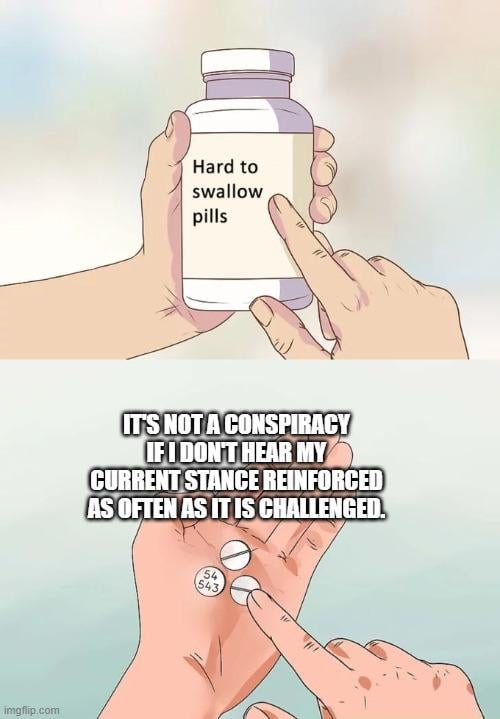 Hard to
swallow
pills
IT'S NOT A CONSPIRACY
IF I DON'T HEAR MY
CURRENT STANCE REINFORCED
AS OFTEN AS IT IS CHALLENGED.
54
543
imgflip.com